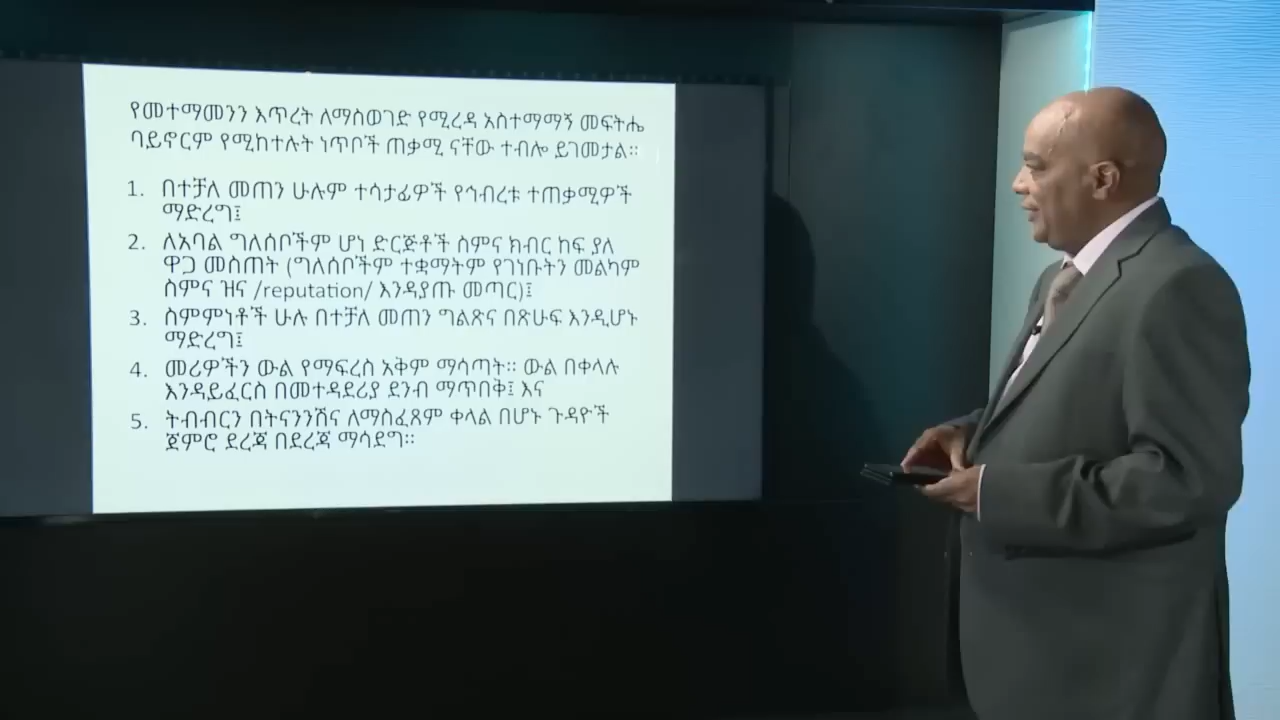 የመተማመንን እጥረት ለማስወገድ የሚረዳ አስተማማኝ መፍትሔ
ባይኖርም የሚከተሉት ነጥቦች ጠቃሚ ናቸው ተብሎ ይገመታል።
1. በተቻለ መጠን ሁሉም ተሳታፊዎች የኅብረቱ ተጠቃሚዎች
ማድረግ፤
2. ለአባል ግለሰቦችም ሆነ ድርጅቶች ስምና ክብር ከፍ ያለ
ዋጋ መስጠት (ግለሰቦችም ተቋማትም የገነቡትን መልካም
ስምና ዝና /reputation/ እንዳያጡ መጣር)፤
3. ስምምነቶች ሁሉ በተቻለ መጠን ግልጽና በጽሁፍ እንዲሆኑ
ማድረግ፤
4. መሪዎችን ውል የማፍረስ አቅም ማሳጣት። ውል በቀላሉ
እንዳይፈርስ በመተዳደሪያ ደንብ ማጥበቅ፤ እና
5. ትብብርን በትናንንሽና ለማስፈጸም ቀላል በሆኑ ጉዳዮች
ጀምሮ ደረጃ በደረጃ ማሳደግ።